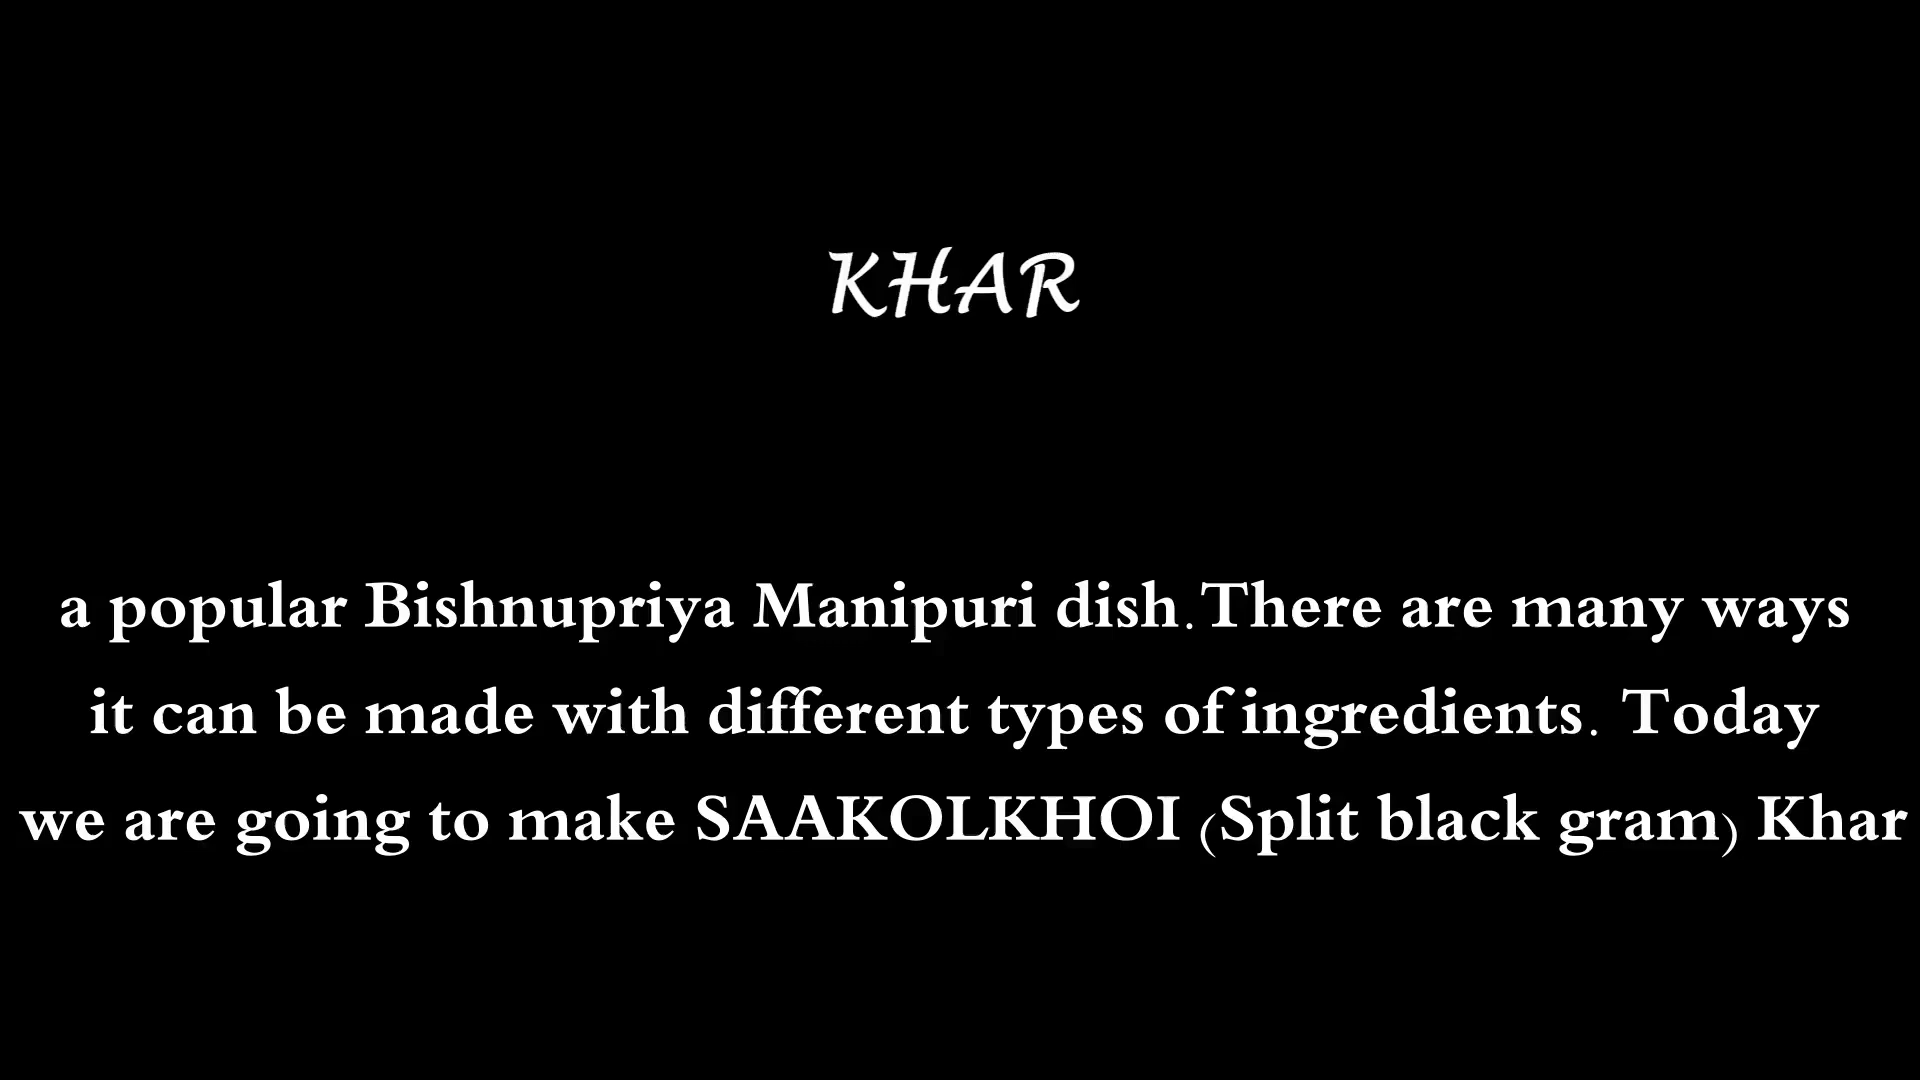 KHAR
a popular Bishnupriya Manipuri dish.There are many ways
it can be made with different types of ingredients. Today
we are going to make SAAKOLKHOI (Split black gram) Khar